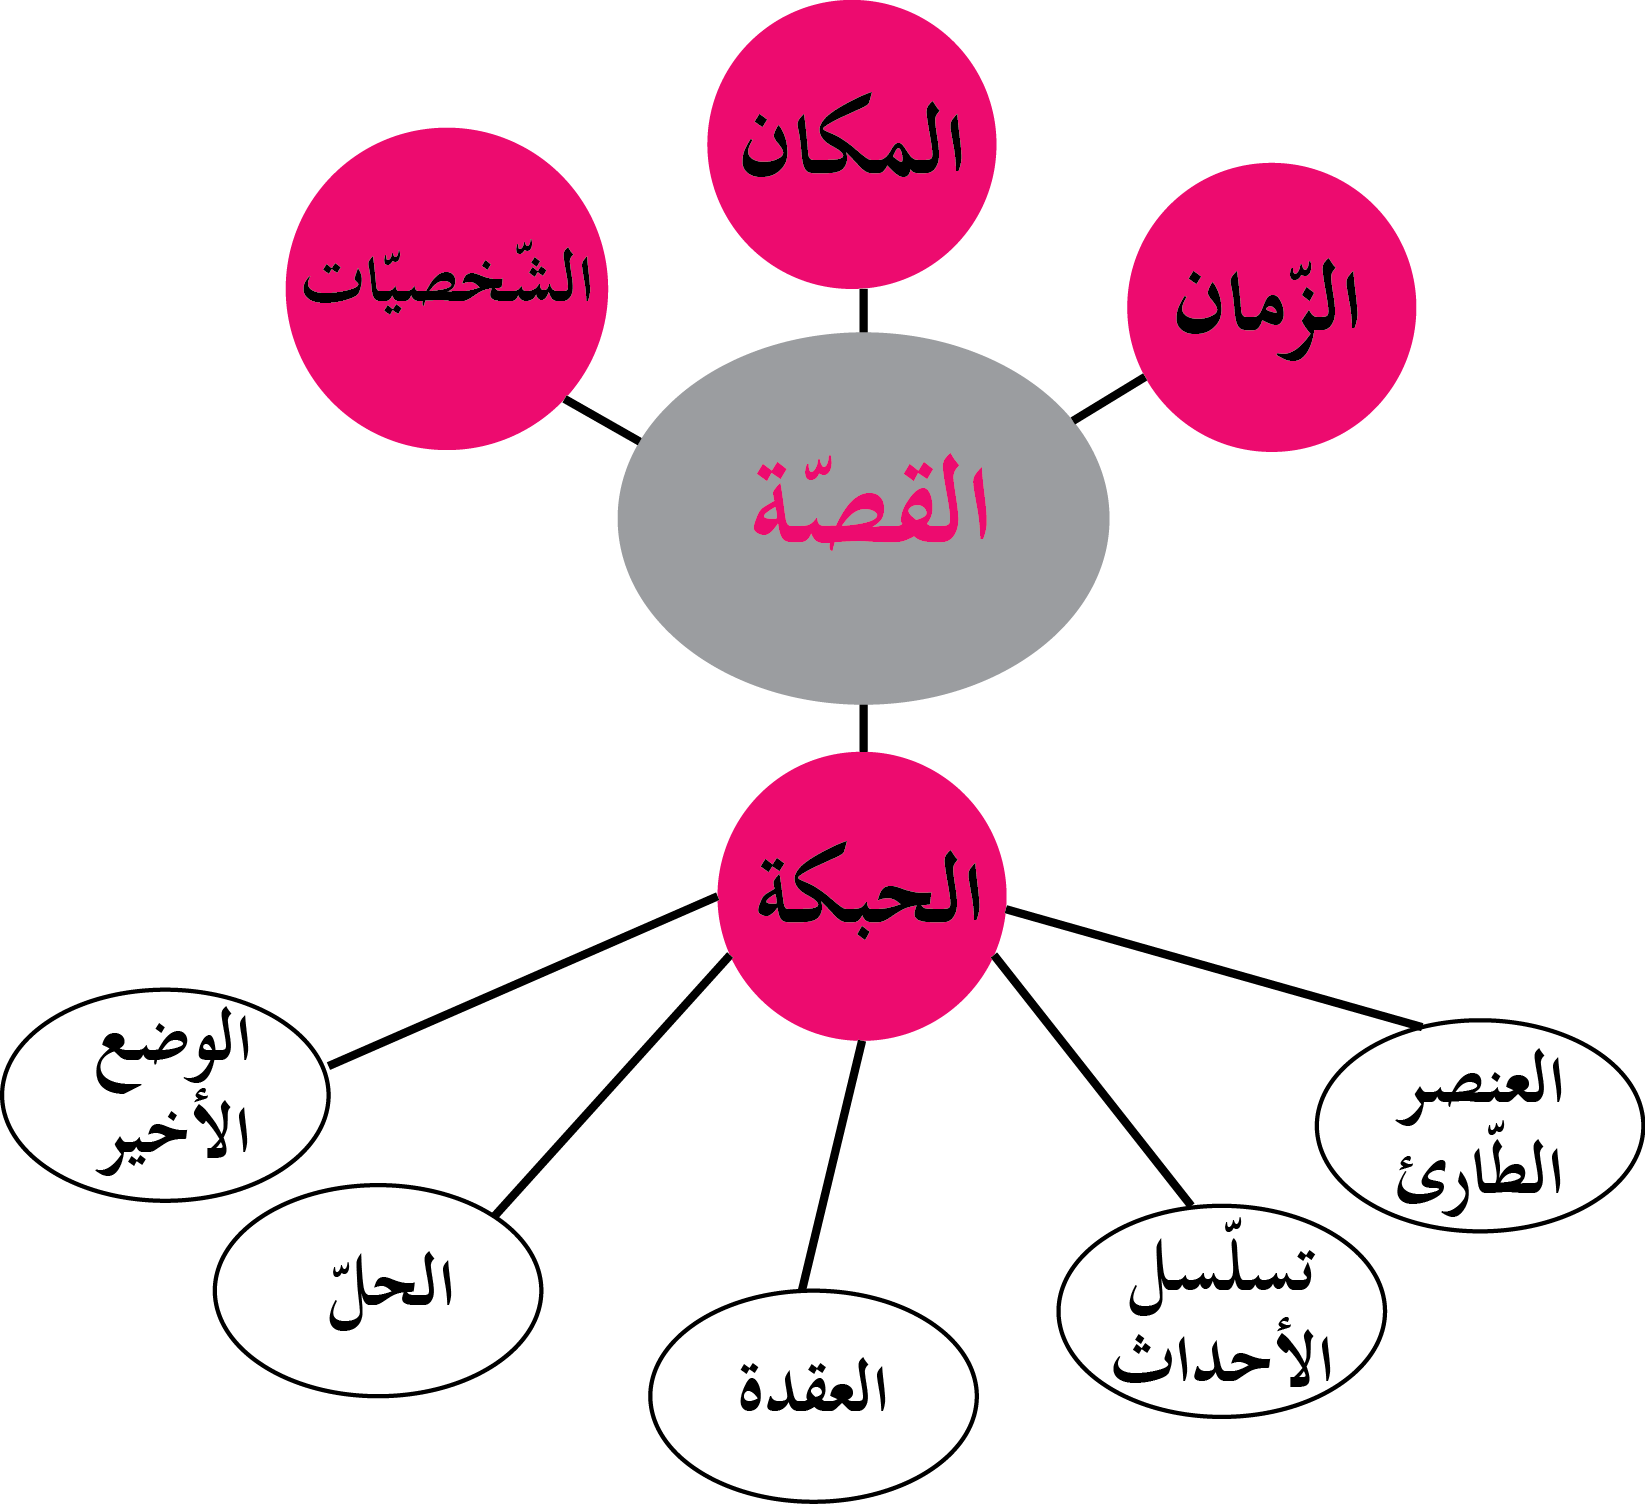 المكان
الزّمان
الشّخصيّات
القصّة
الحبكة
العنصر
الطّارئ
تسلّسل
الأحداث
العقدة
الحلّ
الوضع
الأخير